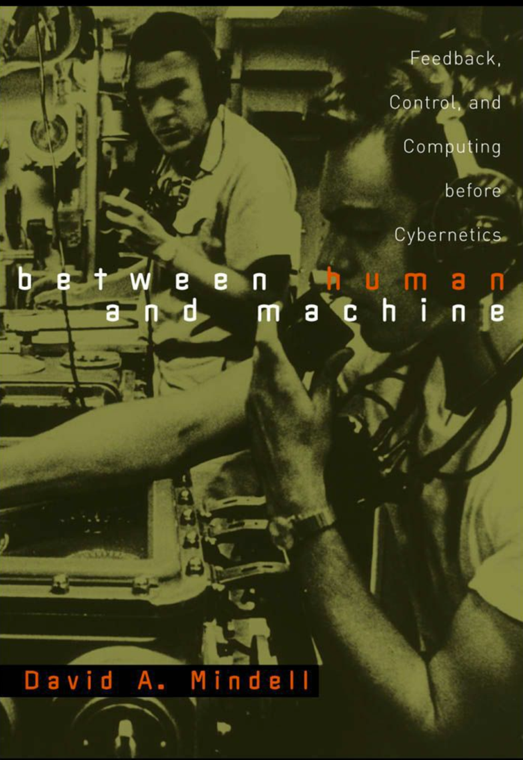 Feedback,
Control, and
Computing
before
Cybernetics
between human
and machine
David A. Mindell